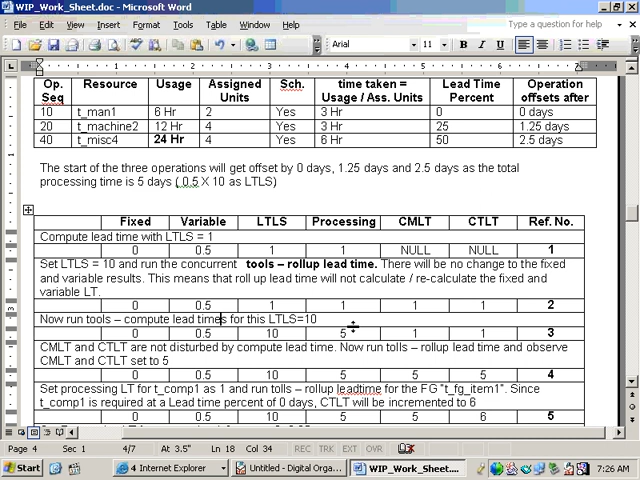 WIP_Work_Sheet.doc - Microsoft Word
File Edit View Insert Format Tools Table Window Help Type a question for help
Arial 11 B I U
Op. Seq Resource Usage Assigned Units Sch. time taken = Usage / Ass. Units Lead Time Percent Operation offsets after
10 t_man1 6 Hr 2 Yes 3 Hr 0 0 days
20 t_machine2 12 Hr 4 Yes 3 Hr 25 1.25 days
40 t_misc4 24 Hr 4 Yes 6 Hr 50 2.5 days
The start of the three operations will get offset by 0 days, 1.25 days and 2.5 days as the total
processing time is 5 days ( 0.5 X 10 as LTLS)
Fixed Variable LTLS Processing CMLT CTLT Ref. No.
Compute lead time with LTLS = 1
0 0.5 1 1 NULL NULL 1
Set LTLS = 10 and run the concurrent tools – rollup lead time. There will be no change to the fixed
and variable results. This means that roll up lead time will not calculate / re-calculate the fixed and
variable LT.
0 0.5 1 1 1 1 2
Now run tools – compute lead times for this LTLS=10
0 0.5 10 5 1 1 3
CMLT and CTLT are not disturbed by compute lead time. Now run tolls – rollup lead time and observe
CMLT and CTLT set to 5
0 0.5 10 5 5 5 4
Set processing LT for t_comp1 as 1 and run tolls – rollup leadtime for the FG "t_fg_item1". Since
t_comp1 is required at a Lead time percent of 0 days, CTLT will be incremented to 6
0 0.5 10 5 5 6 5
Page 4 Sec 1 4/7 At 3.5" Ln 18 Col 34 REC TRK EXT OVR
Start 4 Internet Explorer Untitled - Digital Orga... WIP_Work_Sheet.... 7:26 AM